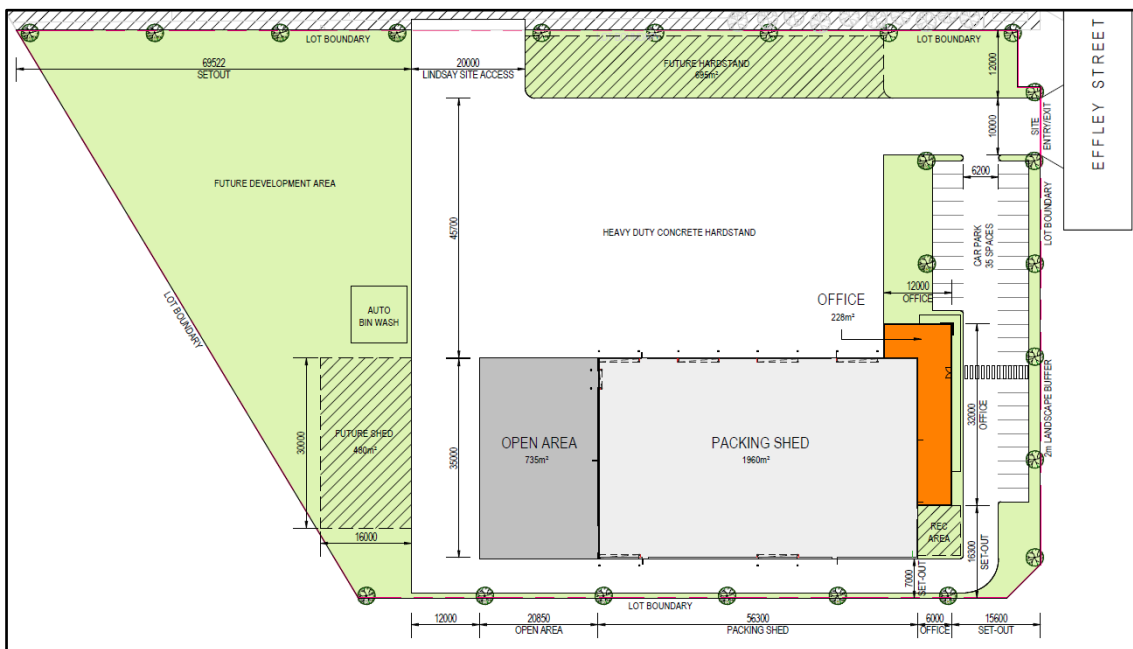 LOT BOUNDARY
LOT BOUNDARY
69522
SETOUT
20000
LINDSAY SITE ACCESS
FUTURE HARDSTAND
695m²
12000
10000
SITE
ENTRY/EXIT
EFFLEY STREET
FUTURE DEVELOPMENT AREA
45700
HEAVY DUTY CONCRETE HARDSTAND
6200
CAR PARK
35 SPACES
LOT BOUNDARY
LOT BOUNDARY
AUTO
BIN WASH
OFFICE
228m²
12000
OFFICE
30000
FUTURE SHED
480m²
35000
OPEN AREA
735m²
PACKING SHED
1960m²
32000
OFFICE
2m LANDSCAPE BUFFER
16000
REC
AREA
7000
SET-OUT
16300
SET-OUT
LOT BOUNDARY
12000
20850
OPEN AREA
56300
PACKING SHED
6000
OFFICE
15600
SET-OUT